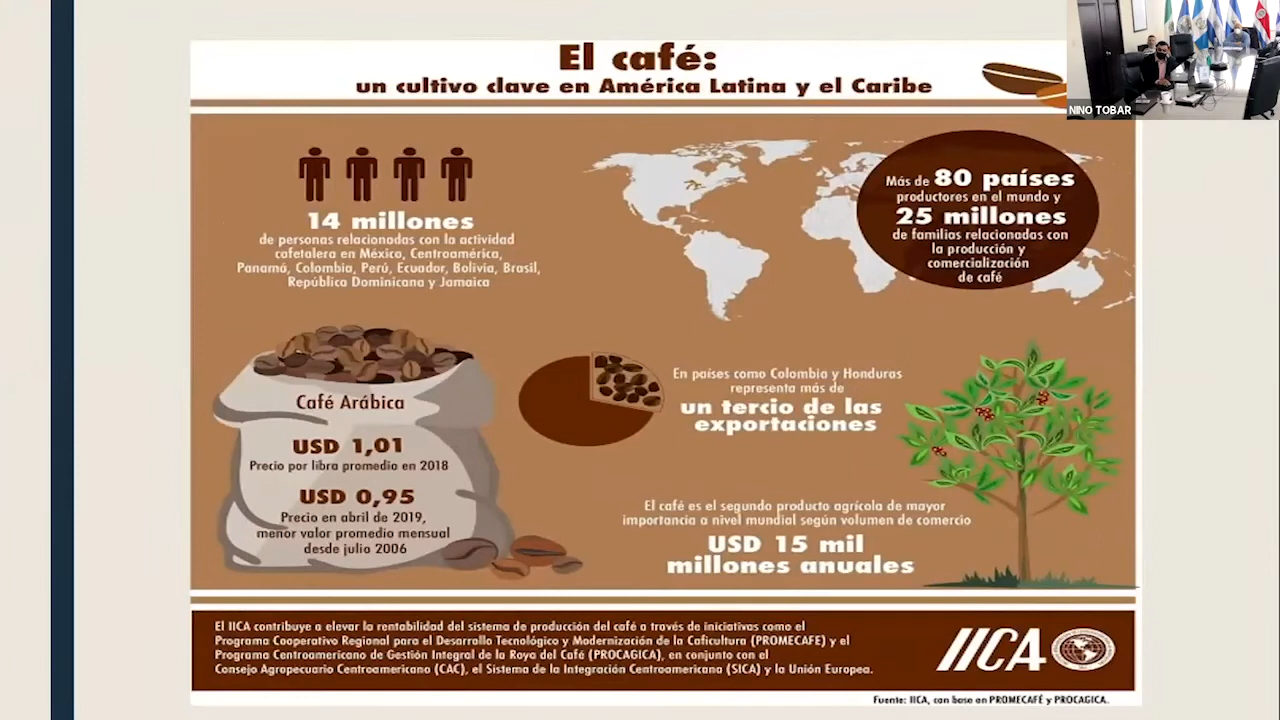 El café:
un cultivo clave en América Latina y el Caribe
NINO TOBAR
14 millones
de personas relacionadas con la actividad
cafetalera en México, Centroamérica,
Panamá, Colombia, Perú, Ecuador, Bolivia, Brasil,
República Dominicana y Jamaica
Más de 80 países
productores en el mundo y
25 millones
de familias relacionadas con
la producción y
comercialización
de café
Café Arábica
USD 1,01
Precio por libra promedio en 2018
USD 0,95
Precio en abril de 2019,
menor valor promedio mensual
desde julio 2006
En países como Colombia y Honduras
representa más de
un tercio de las
exportaciones
El café es el segundo producto agrícola de mayor
importancia a nivel mundial según volumen de comercio
USD 15 mil
millones anuales
El IICA contribuye a elevar la rentabilidad del sistema de producción del café a través de iniciativas como el
Programa Cooperativo Regional para el Desarrollo Tecnológico y Modernización de la Caficultura (PROMECAFE) y el
Programa Centroamericano de Gestión Integral de la Roya del Café (PROCAGICA), en conjunto con el
Consejo Agropecuario Centroamericano (CAC), el Sistema de la Integración Centroamericana (SICA) y la Unión Europea.
IICA
Fuente: IICA, con base en PROMECAFÉ y PROCAGICA.